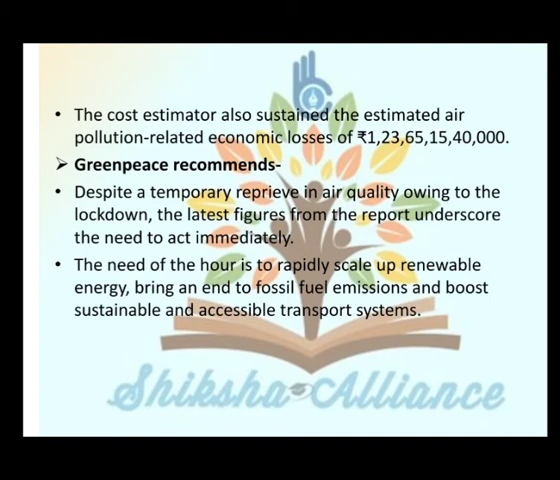 • The cost estimator also sustained the estimated air
pollution-related economic losses of ₹1,23,65,15,40,000.
➢ Greenpeace recommends-
• Despite a temporary reprieve in air quality owing to the
lockdown, the latest figures from the report underscore
the need to act immediately.
• The need of the hour is to rapidly scale up renewable
energy, bring an end to fossil fuel emissions and boost
sustainable and accessible transport systems.
Shiksha Alliance